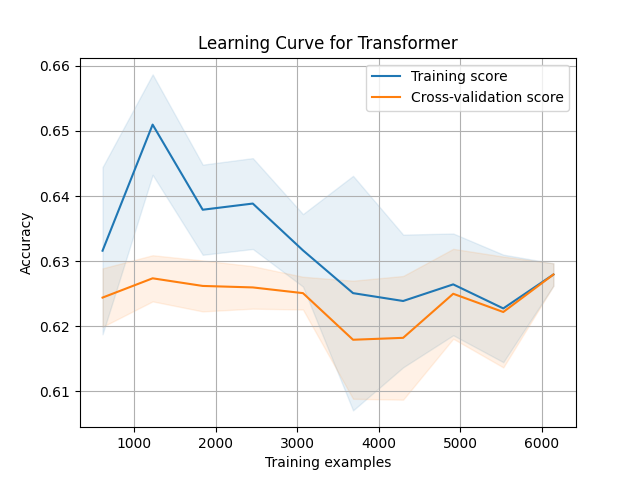 Learning Curve for Transformer
Training score
Cross-validation score
0.66
0.65
0.64
0.63
0.62
0.61
Accuracy
1000 2000 3000 4000 5000 6000
Training examples